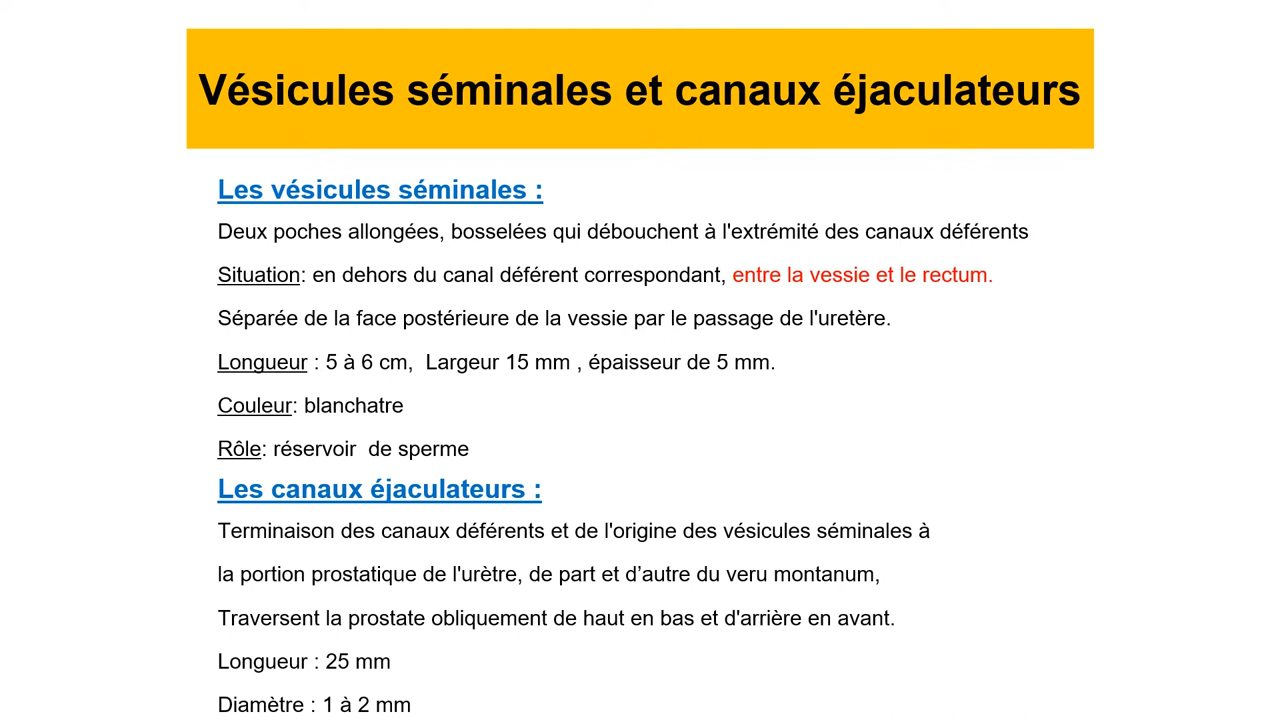 Vésicules séminales et canaux éjaculateurs
Les vésicules séminales :
Deux poches allongées, bosselées qui débouchent à l'extrémité des canaux déférents
Situation: en dehors du canal déférent correspondant, entre la vessie et le rectum.
Séparée de la face postérieure de la vessie par le passage de l'uretère.
Longueur : 5 à 6 cm,  Largeur 15 mm , épaisseur de 5 mm.
Couleur: blanchatre
Rôle: réservoir  de sperme
Les canaux éjaculateurs :
Terminaison des canaux déférents et de l'origine des vésicules séminales à
la portion prostatique de l'urètre, de part et d’autre du veru montanum,
Traversent la prostate obliquement de haut en bas et d'arrière en avant.
Longueur : 25 mm
Diamètre : 1 à 2 mm